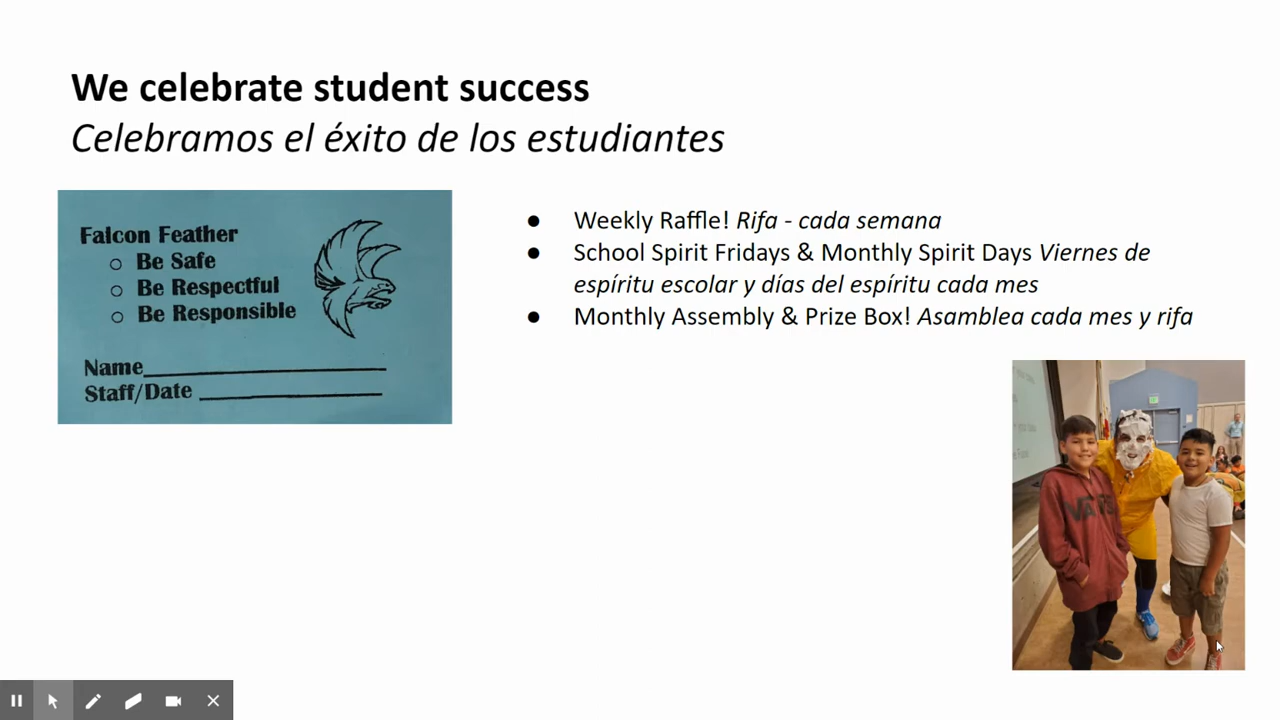 We celebrate student success
Celebramos el éxito de los estudiantes
Falcon Feather
Be Safe
Be Respectful
Be Responsible
Name
Staff/Date
● Weekly Raffle! Rifa - cada semana
● School Spirit Fridays & Monthly Spirit Days Viernes de
espíritu escolar y días del espíritu cada mes
● Monthly Assembly & Prize Box! Asamblea cada mes y rifa
VANS